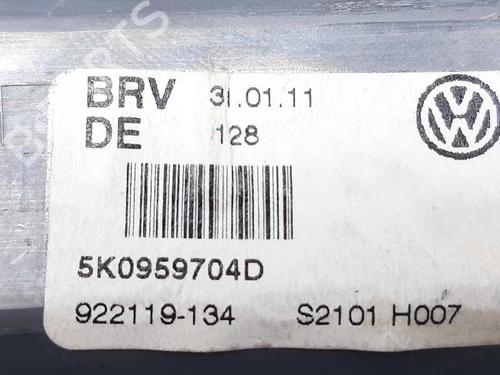 BRV 31.01.11
DE 128
5K0959704D
922119-134 S2101 H007